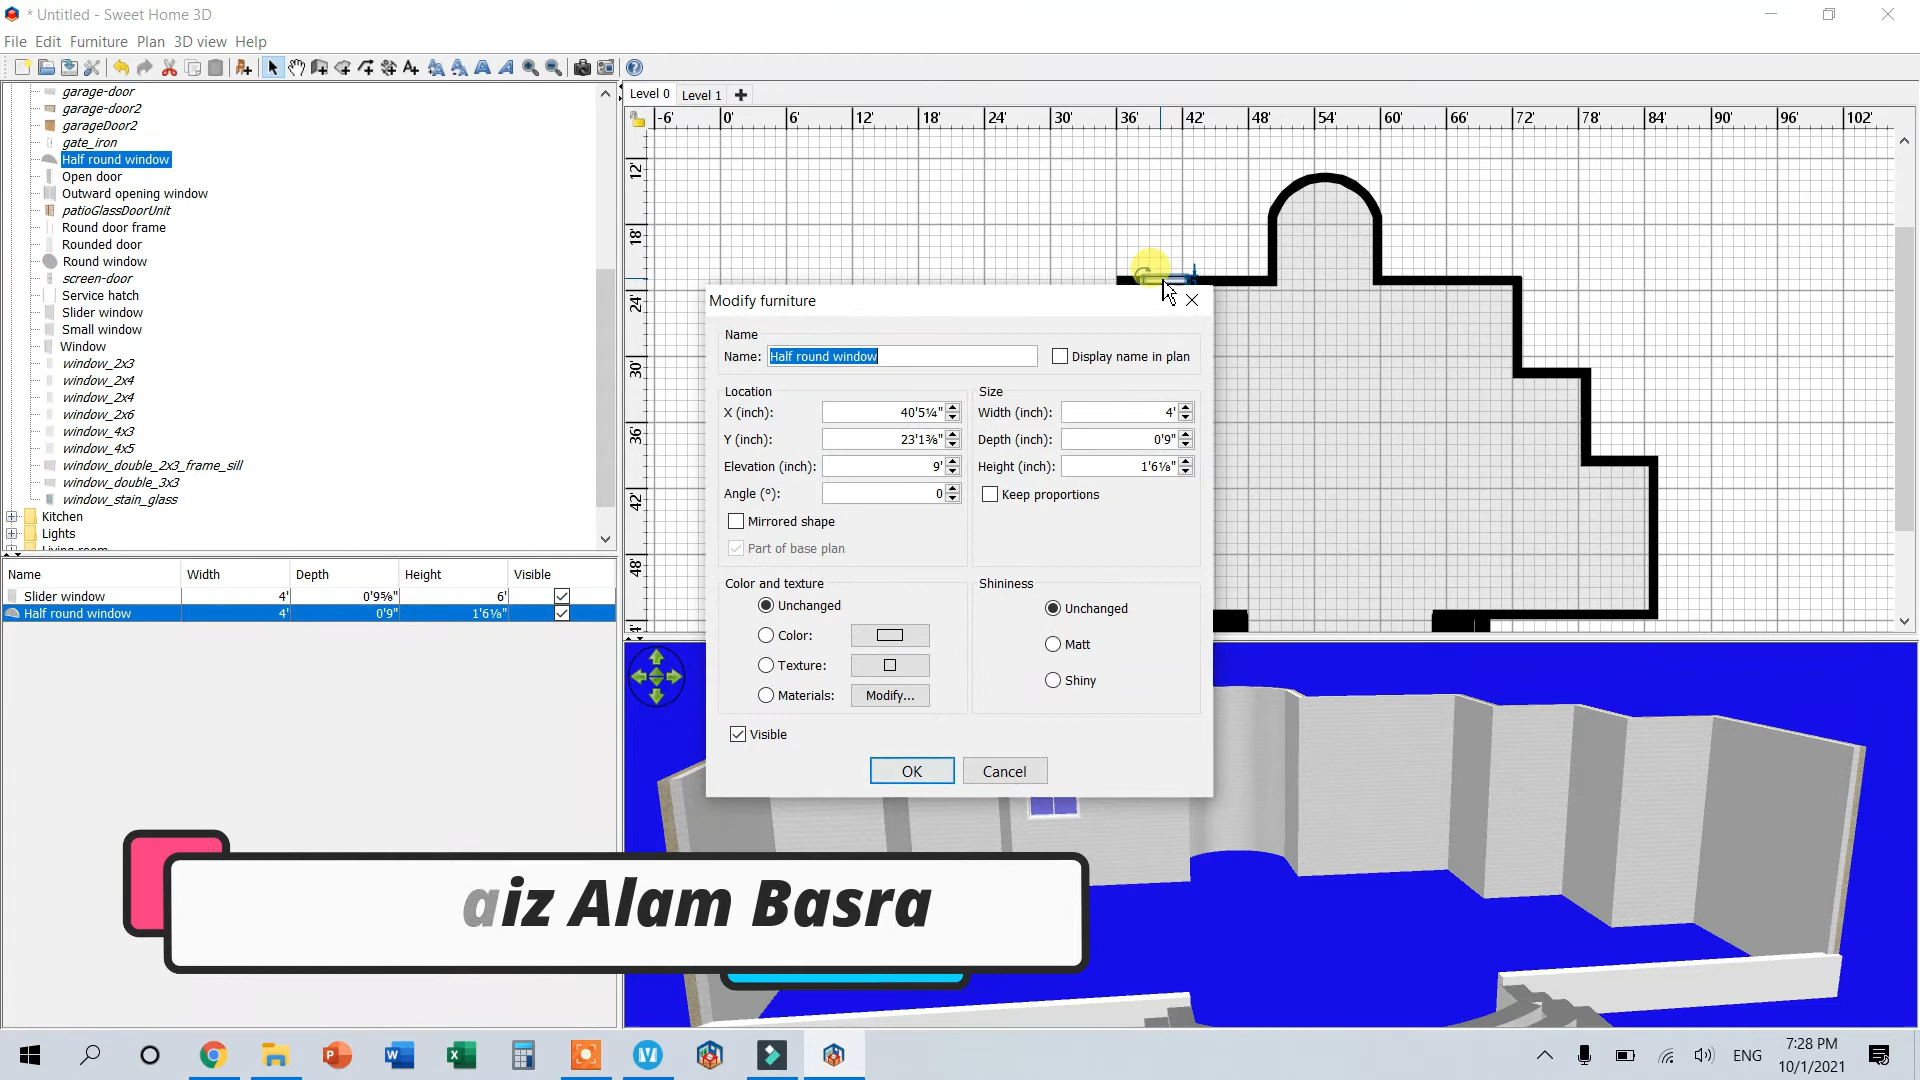 * Untitled - Sweet Home 3D
File Edit Furniture Plan 3D view Help
garage-door
garage-door2
garageDoor2
gate_iron
Half round window
Open door
Outward opening window
patioGlassDoorUnit
Round door frame
Rounded door
Round window
screen-door
Service hatch
Slider window
Small window
Window
window_2x3
window_2x4
window_2x4
window_2x6
window_4x3
window_4x5
window_double_2x3_frame_sill
window_double_3x3
window_stain_glass
Kitchen
Lights
Living room
Name Width Depth Height Visible
Slider window 4' 0'9⅝" 6'
Half round window 4' 0'9" 1'6⅛"
Level 0 Level 1
-6' 0' 6' 12' 18' 24' 30' 36' 42' 48' 54' 60' 66' 72' 78' 84' 90' 96' 102'
12'
18'
24'
30'
36'
42'
48'
Modify furniture
Name
Name: Half round window Display name in plan
Location
X (inch): 40'5¼"
Y (inch): 23'1⅜"
Elevation (inch): 9'
Angle (º): 0
Mirrored shape
Part of base plan
Size
Width (inch): 4'
Depth (inch): 0'9"
Height (inch): 1'6⅛"
Keep proportions
Color and texture
Unchanged
Color:
Texture:
Materials: Modify...
Shininess
Unchanged
Matt
Shiny
Visible
OK Cancel
aiz Alam Basra
ENG
7:28 PM
10/1/2021